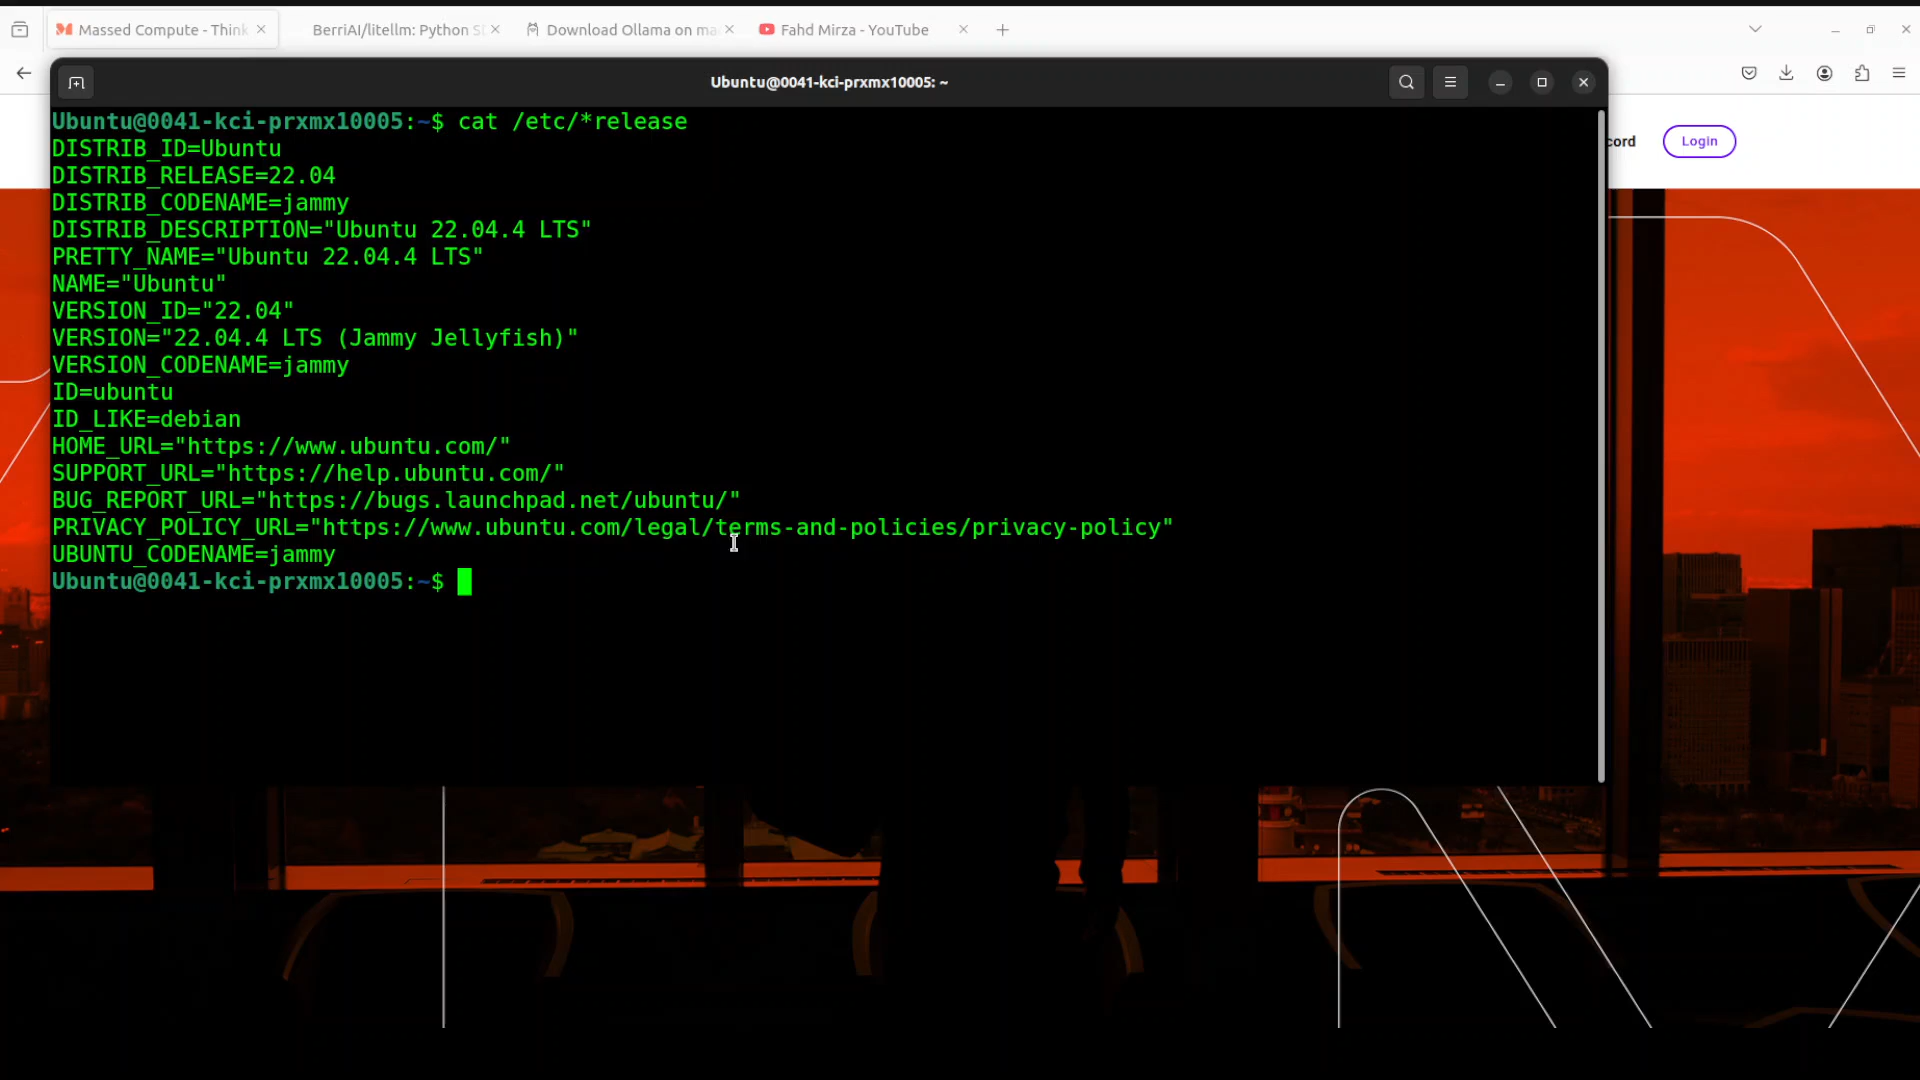 Massed Compute - Think
BerriAI/litellm: Python S
Download Ollama on ma
Fahd Mirza - YouTube
Ubuntu@0041-kci-prxmx10005: ~
cord
Login
Ubuntu@0041-kci-prxmx10005:~$ cat /etc/*release
DISTRIB_ID=Ubuntu
DISTRIB_RELEASE=22.04
DISTRIB_CODENAME=jammy
DISTRIB_DESCRIPTION="Ubuntu 22.04.4 LTS"
PRETTY_NAME="Ubuntu 22.04.4 LTS"
NAME="Ubuntu"
VERSION_ID="22.04"
VERSION="22.04.4 LTS (Jammy Jellyfish)"
VERSION_CODENAME=jammy
ID=ubuntu
ID_LIKE=debian
HOME_URL="https://www.ubuntu.com/"
SUPPORT_URL="https://help.ubuntu.com/"
BUG_REPORT_URL="https://bugs.launchpad.net/ubuntu/"
PRIVACY_POLICY_URL="https://www.ubuntu.com/legal/terms-and-policies/privacy-policy"
UBUNTU_CODENAME=jammy
Ubuntu@0041-kci-prxmx10005:~$